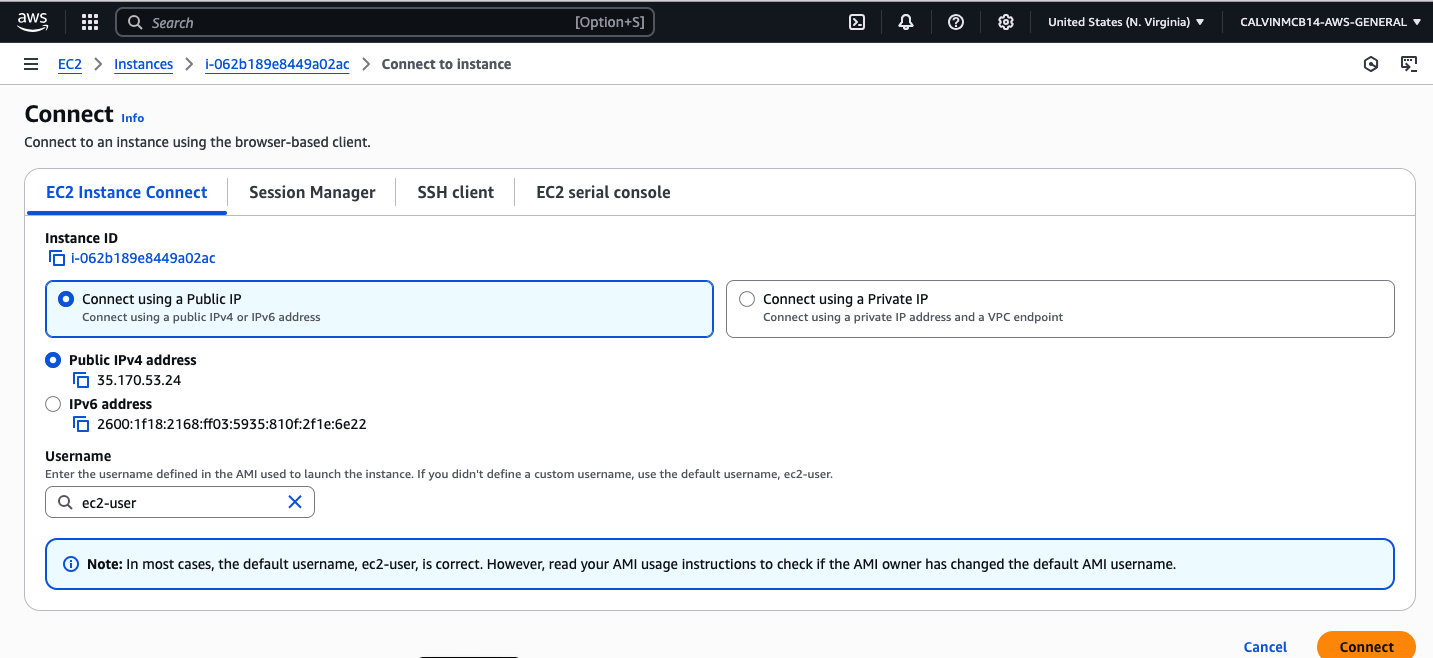 aws Search [Option+S] United States (N. Virginia) CALVINMCB14-AWS-GENERAL
EC2 Instances i-062b189e8449a02ac Connect to instance
Connect Info
Connect to an instance using the browser-based client.
EC2 Instance Connect Session Manager SSH client EC2 serial console
Instance ID
i-062b189e8449a02ac
Connect using a Public IP
Connect using a public IPv4 or IPv6 address
Connect using a Private IP
Connect using a private IP address and a VPC endpoint
Public IPv4 address
35.170.53.24
IPv6 address
2600:1f18:2168:ff03:5935:810f:2f1e:6e22
Username
Enter the username defined in the AMI used to launch the instance. If you didn't define a custom username, use the default username, ec2-user.
ec2-user
Note: In most cases, the default username, ec2-user, is correct. However, read your AMI usage instructions to check if the AMI owner has changed the default AMI username.
Cancel Connect